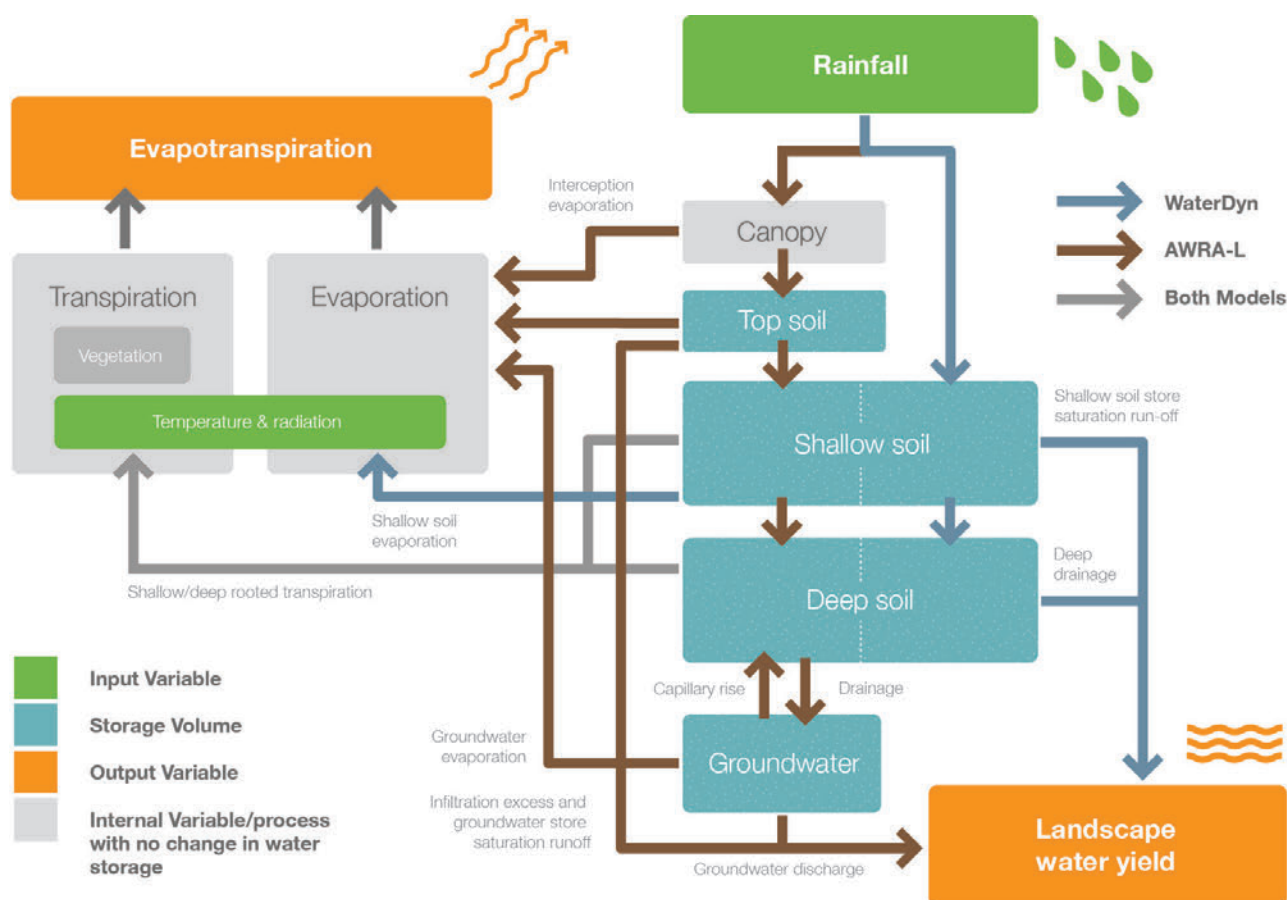 Rainfall
Evapotranspiration
Interception
evaporation
WaterDyn
AWRA-L
Both Models
Canopy
Transpiration
Evaporation
Vegetation
Temperature & radiation
Top soil
Shallow soil
Shallow soil store
saturation run-off
Shallow soil
evaporation
Shallow/deep rooted transpiration
Deep soil
Deep
drainage
Capillary rise
Drainage
Groundwater
evaporation
Groundwater
Infiltration excess and
groundwater store
saturation runoff
Groundwater discharge
Landscape
water yield
Input Variable
Storage Volume
Output Variable
Internal Variable/process
with no change in water
storage